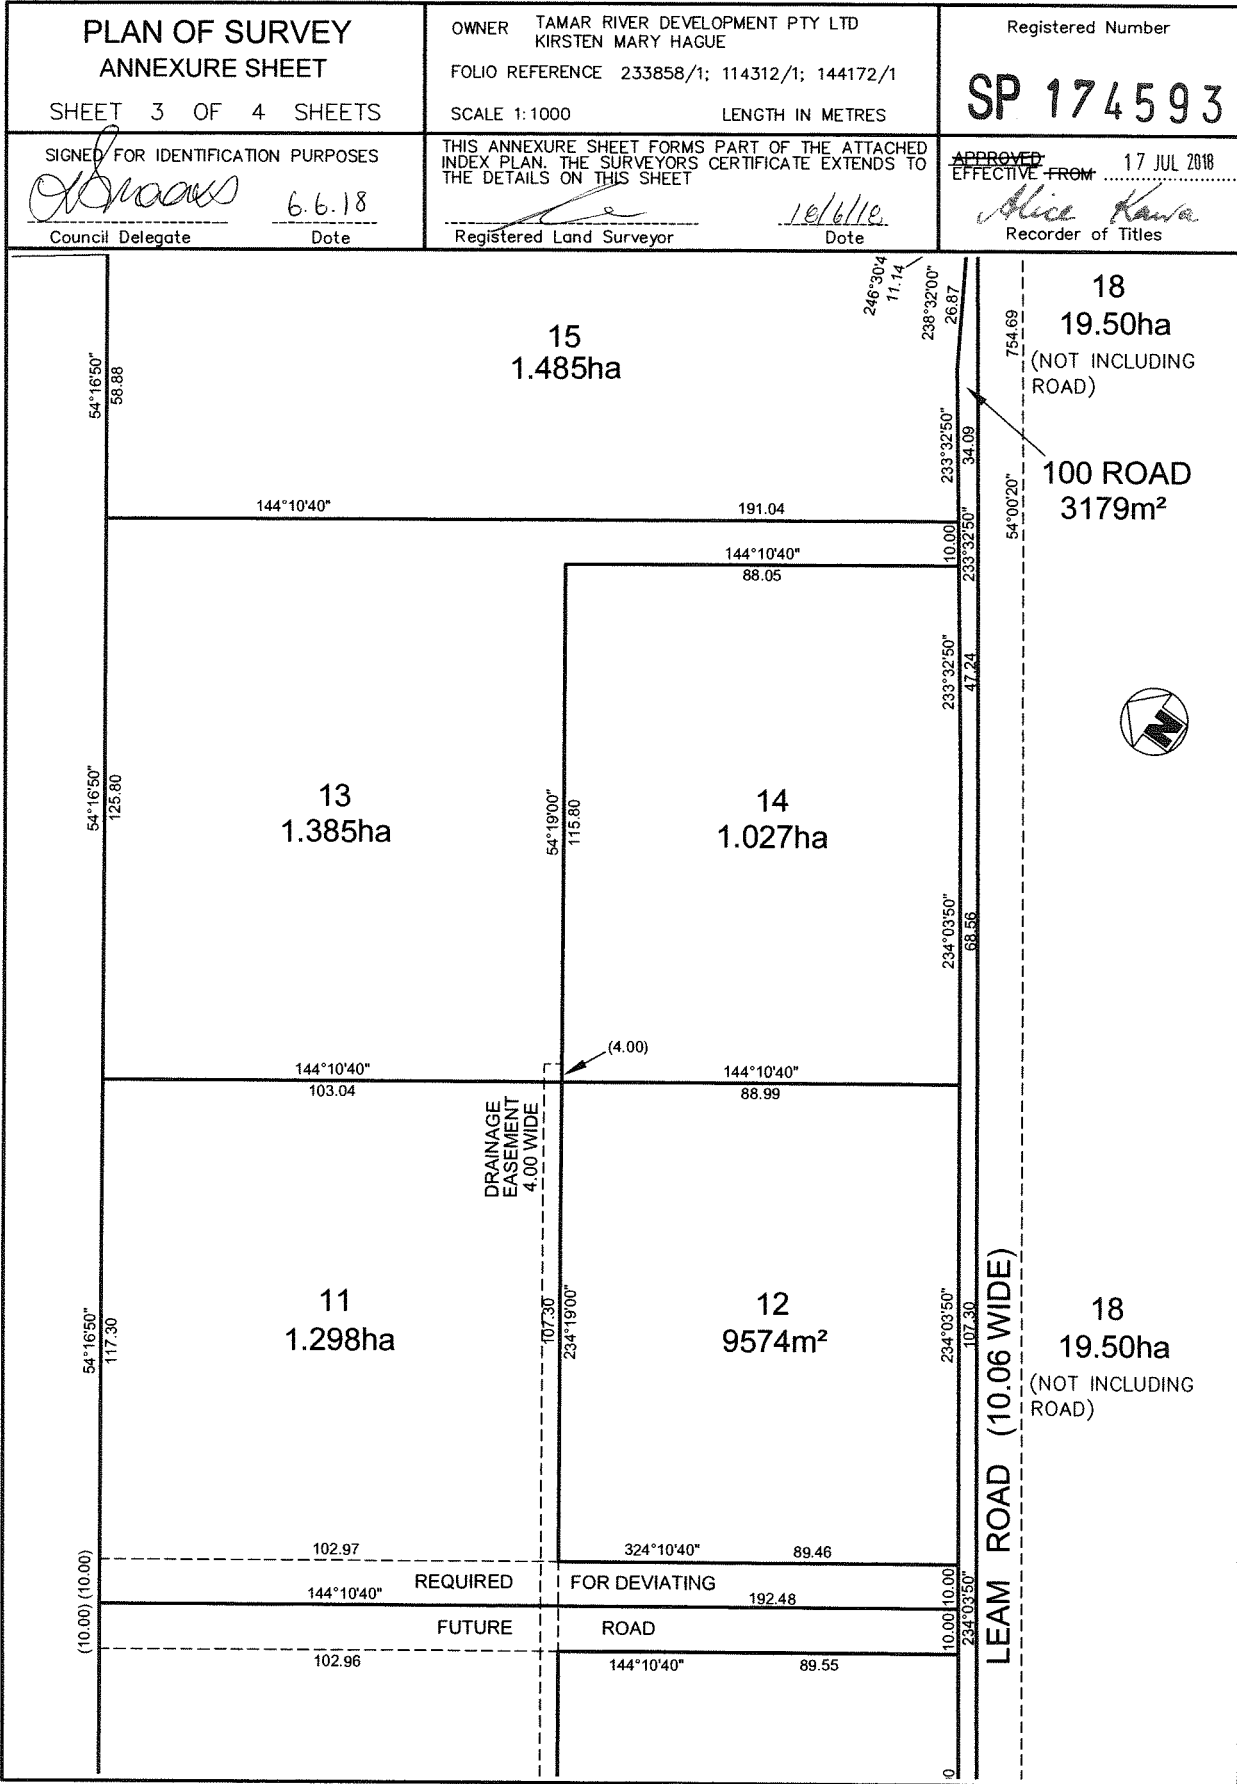 PLAN OF SURVEY
ANNEXURE SHEET
SHEET 3 OF 4 SHEETS
OWNER TAMAR RIVER DEVELOPMENT PTY LTD
KIRSTEN MARY HAGUE
FOLIO REFERENCE 233858/1; 114312/1; 144172/1
SCALE 1:1000 LENGTH IN METRES
Registered Number
SP 174593
SIGNED FOR IDENTIFICATION PURPOSES
6.6.18
Council Delegate Date
THIS ANNEXURE SHEET FORMS PART OF THE ATTACHED
INDEX PLAN. THE SURVEYORS CERTIFICATE EXTENDS TO
THE DETAILS ON THIS SHEET
Registered Land Surveyor Date
APPROVED
EFFECTIVE FROM 17 JUL 2018
Alice Kawa
Recorder of Titles
246°30'4
11.14
238°32'00"
26.87
754.69
18
19.50ha
(NOT INCLUDING
ROAD)
15
1.485ha
54°16'50"
58.88
233°32'50"
34.09
100 ROAD
3179m²
54°00'20"
144°10'40" 191.04
10.00
233°32'50"
144°10'40"
88.05
233°32'50"
47.24
N
54°16'50"
125.80
13
1.385ha
54°19'00"
115.80
14
1.027ha
234°03'50"
68.56
(4.00)
144°10'40"
103.04
144°10'40"
88.99
DRAINAGE
EASEMENT
4.00 WIDE
54°16'50"
117.30
11
1.298ha
107.30
234°19'00"
12
9574m²
234°03'50"
107.30
LEAM ROAD (10.06 WIDE)
18
19.50ha
(NOT INCLUDING
ROAD)
102.97
324°10'40" 89.46
(10.00) (10.00)
REQUIRED FOR DEVIATING
144°10'40" 192.48
10.00 10.00
234°03'50"
FUTURE ROAD
102.96
144°10'40" 89.55